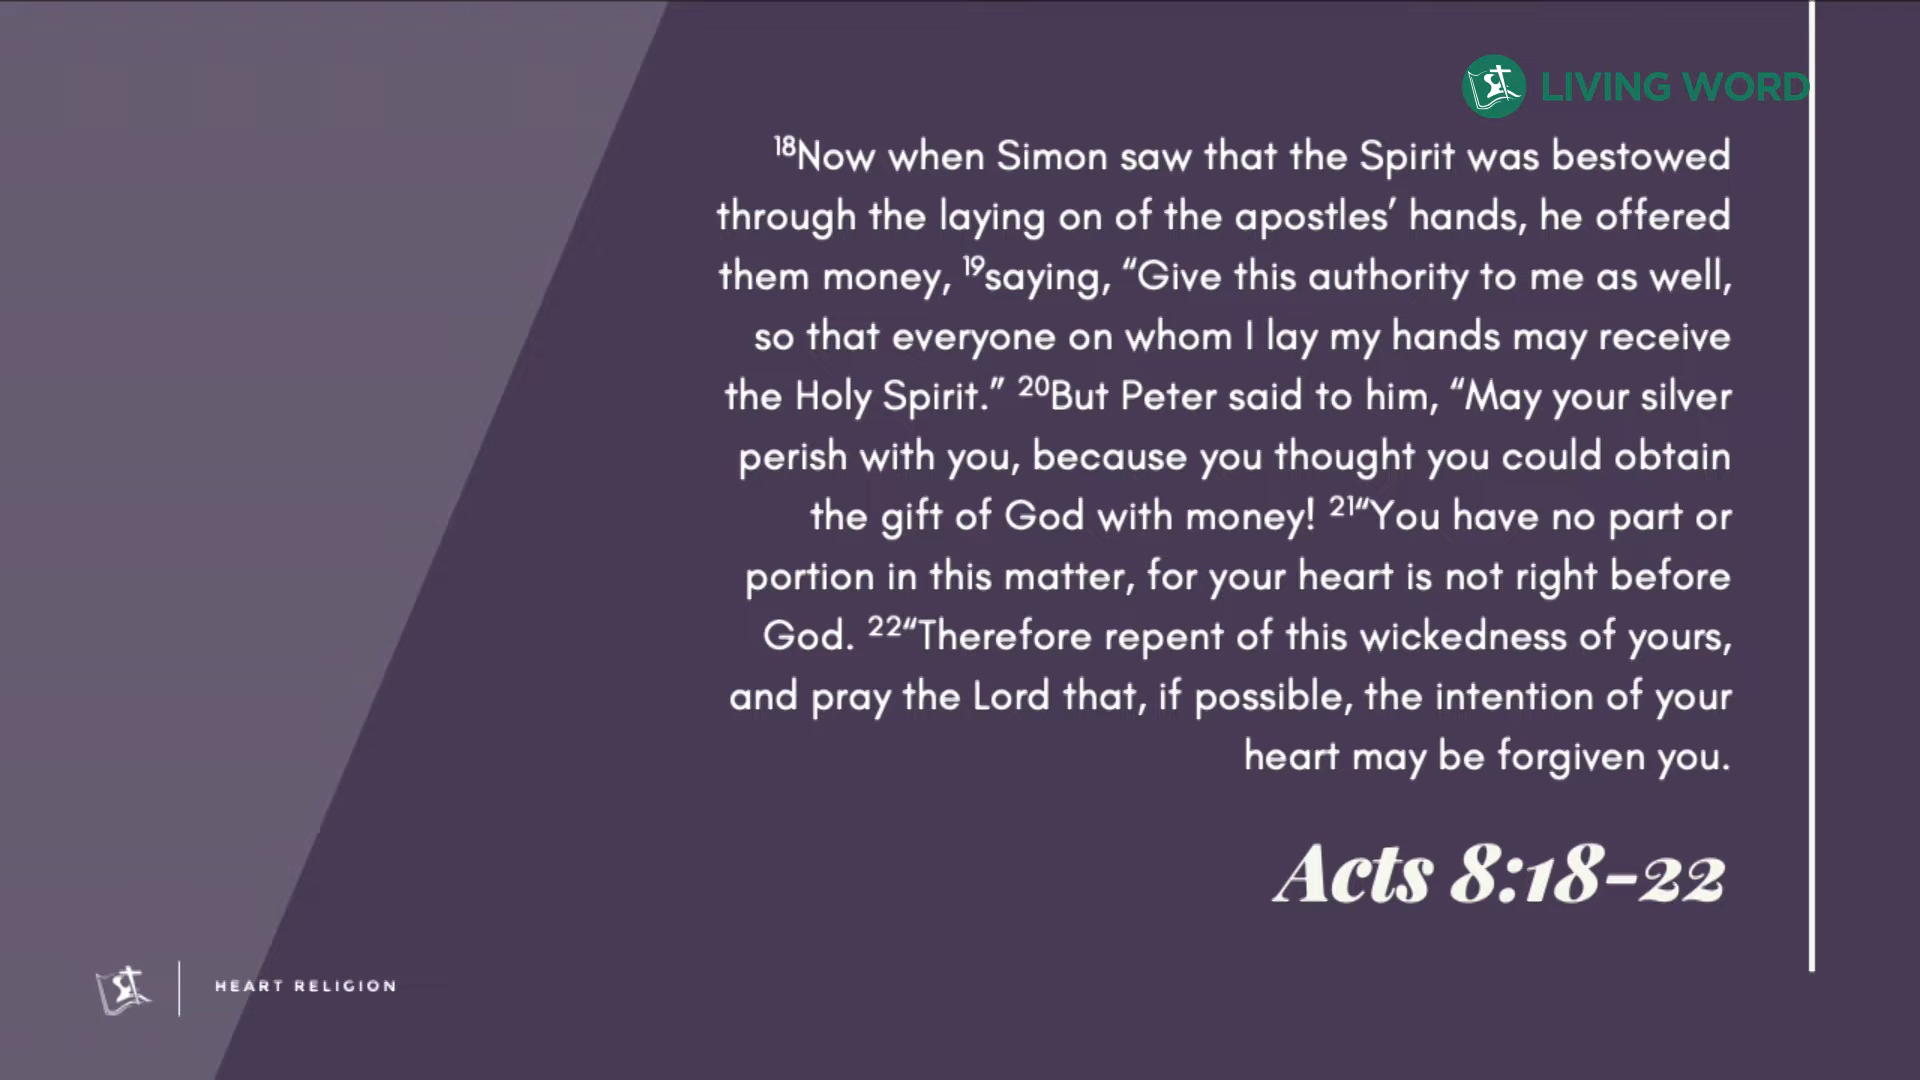 LIVING WORD
¹⁸Now when Simon saw that the Spirit was bestowed
through the laying on of the apostles’ hands, he offered
them money, ¹⁹saying, “Give this authority to me as well,
so that everyone on whom I lay my hands may receive
the Holy Spirit.” ²⁰But Peter said to him, “May your silver
perish with you, because you thought you could obtain
the gift of God with money! ²¹“You have no part or
portion in this matter, for your heart is not right before
God. ²²“Therefore repent of this wickedness of yours,
and pray the Lord that, if possible, the intention of your
heart may be forgiven you.
Acts 8:18-22
HEART RELIGION